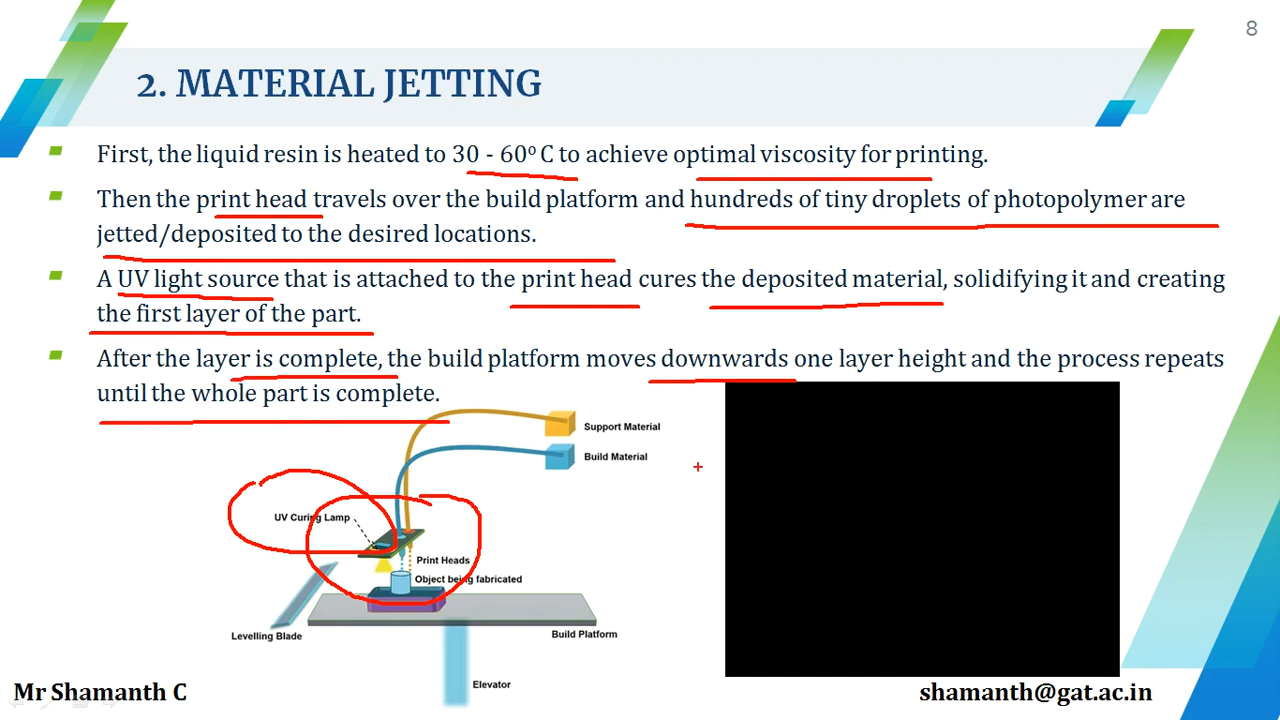 8
2. MATERIAL JETTING
First, the liquid resin is heated to 30 - 60º C to achieve optimal viscosity for printing.
Then the print head travels over the build platform and hundreds of tiny droplets of photopolymer are
jetted/deposited to the desired locations.
A UV light source that is attached to the print head cures the deposited material, solidifying it and creating
the first layer of the part.
After the layer is complete, the build platform moves downwards one layer height and the process repeats
until the whole part is complete.
Support Material
Build Material
UV Curing Lamp
Print Heads
Object being fabricated
Levelling Blade
Build Platform
Elevator
Mr Shamanth C
shamanth@gat.ac.in